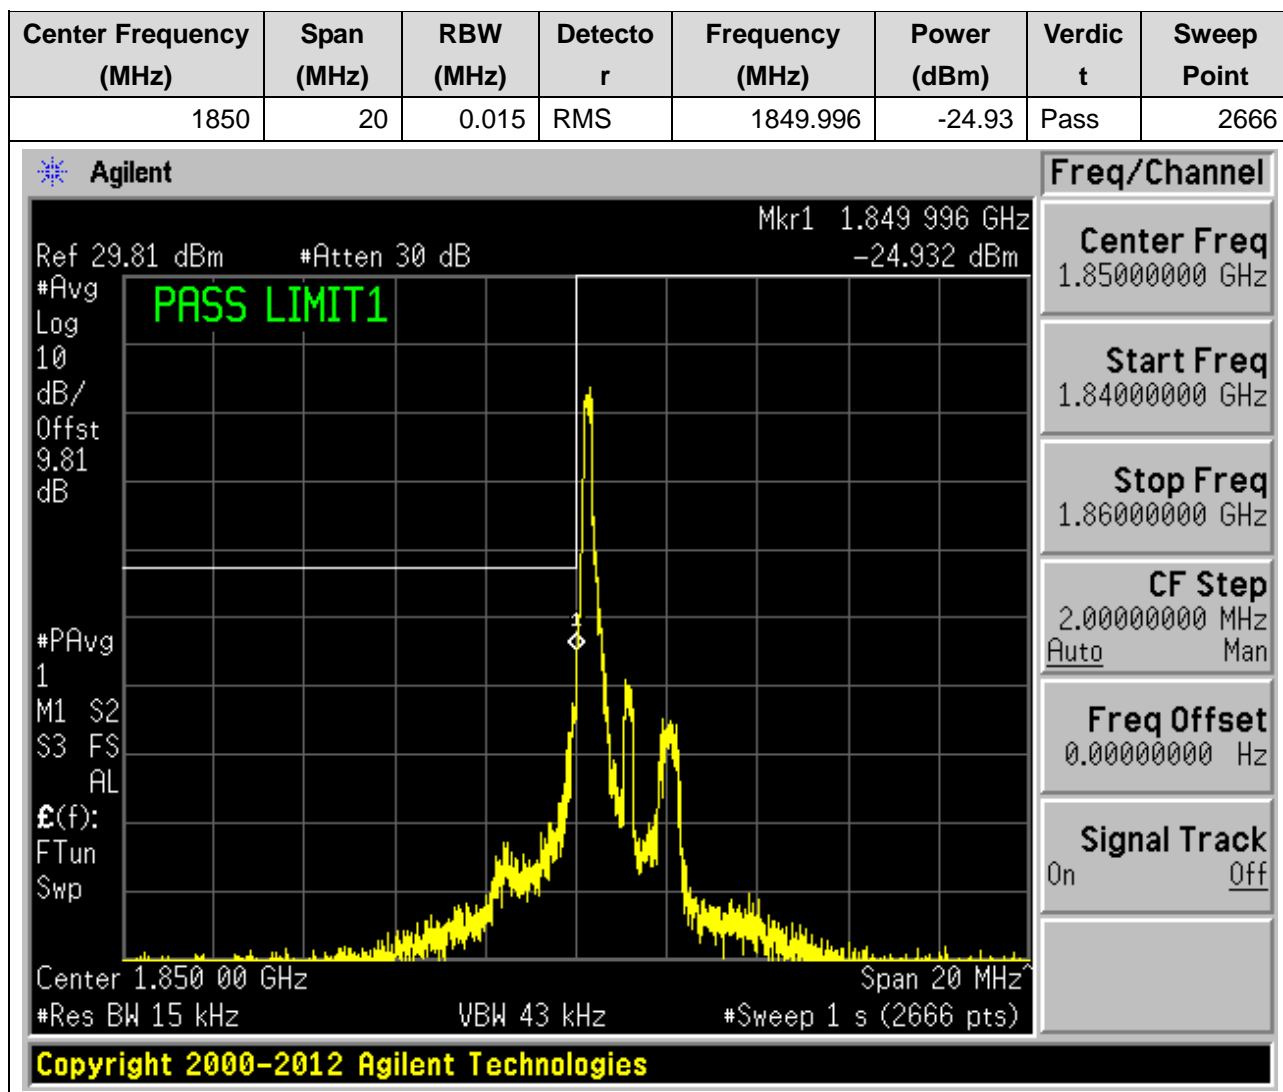 Center Frequency (MHz) Span (MHz) RBW (MHz) Detecto r Frequency (MHz) Power (dBm) Verdic t Sweep Point
1850 20 0.015 RMS 1849.996 -24.93 Pass 2666
Agilent
Freq/Channel
Mkr1 1.849 996 GHz
Ref 29.81 dBm #Atten 30 dB -24.932 dBm
#Avg
Log
10
dB/
Offst
9.81
dB
PASS LIMIT1
1
#PAvg
1
M1 S2
S3 FS
AL
£(f):
FTun
Swp
Center 1.850 00 GHz Span 20 MHz^
#Res BW 15 kHz VBW 43 kHz #Sweep 1 s (2666 pts)
Copyright 2000-2012 Agilent Technologies
Center Freq
1.85000000 GHz
Start Freq
1.84000000 GHz
Stop Freq
1.86000000 GHz
CF Step
2.00000000 MHz
Auto Man
Freq Offset
0.00000000 Hz
Signal Track
On Off